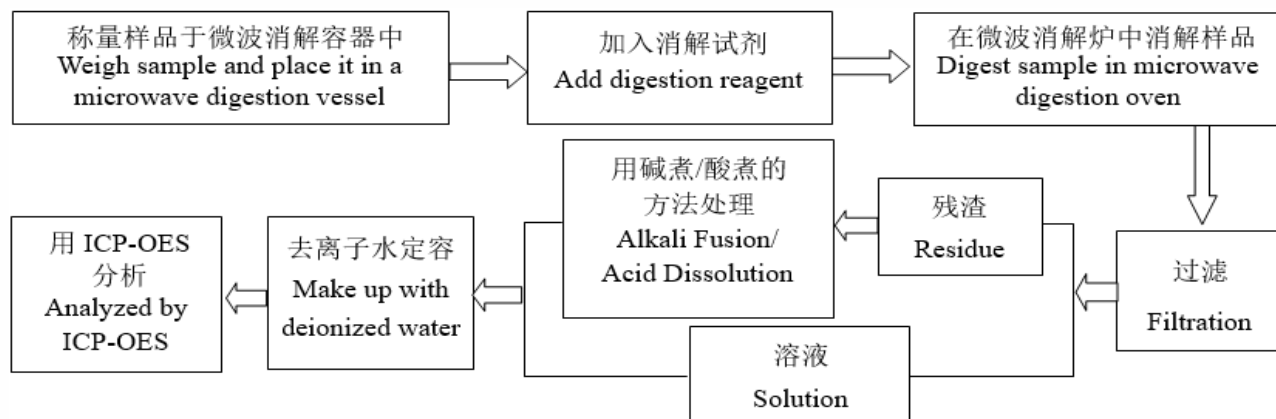 称量样品于微波消解容器中
Weigh sample and place it in a
microwave digestion vessel
加入消解试剂
Add digestion reagent
在微波消解炉中消解样品
Digest sample in microwave
digestion oven
过滤
Filtration
残渣
Residue
用碱煮/酸煮的
方法处理
Alkali Fusion/
Acid Dissolution
溶液
Solution
去离子水定容
Make up with
deionized water
用 ICP-OES
分析
Analyzed by
ICP-OES